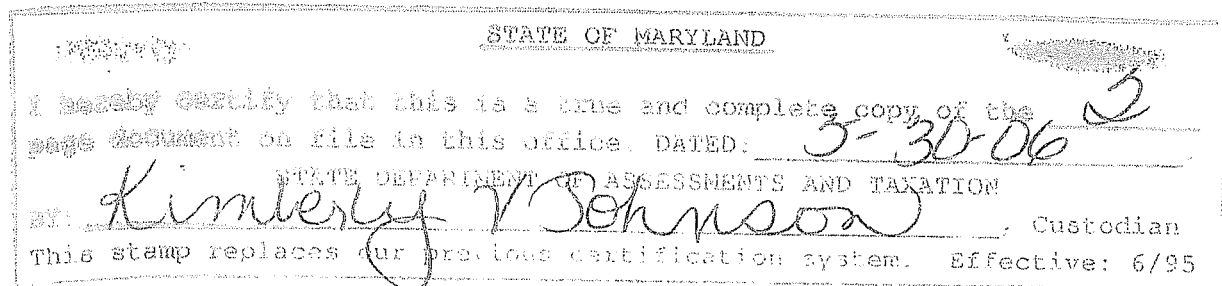 STATE OF MARYLAND
I hereby certify that this is a true and complete copy of the 2
page document on file in this office. DATED: 5-30-06
STATE DEPARTMENT OF ASSESSMENTS AND TAXATION
BY: Kimberly V Johnson, Custodian
This stamp replaces our previous certification system. Effective: 6/95